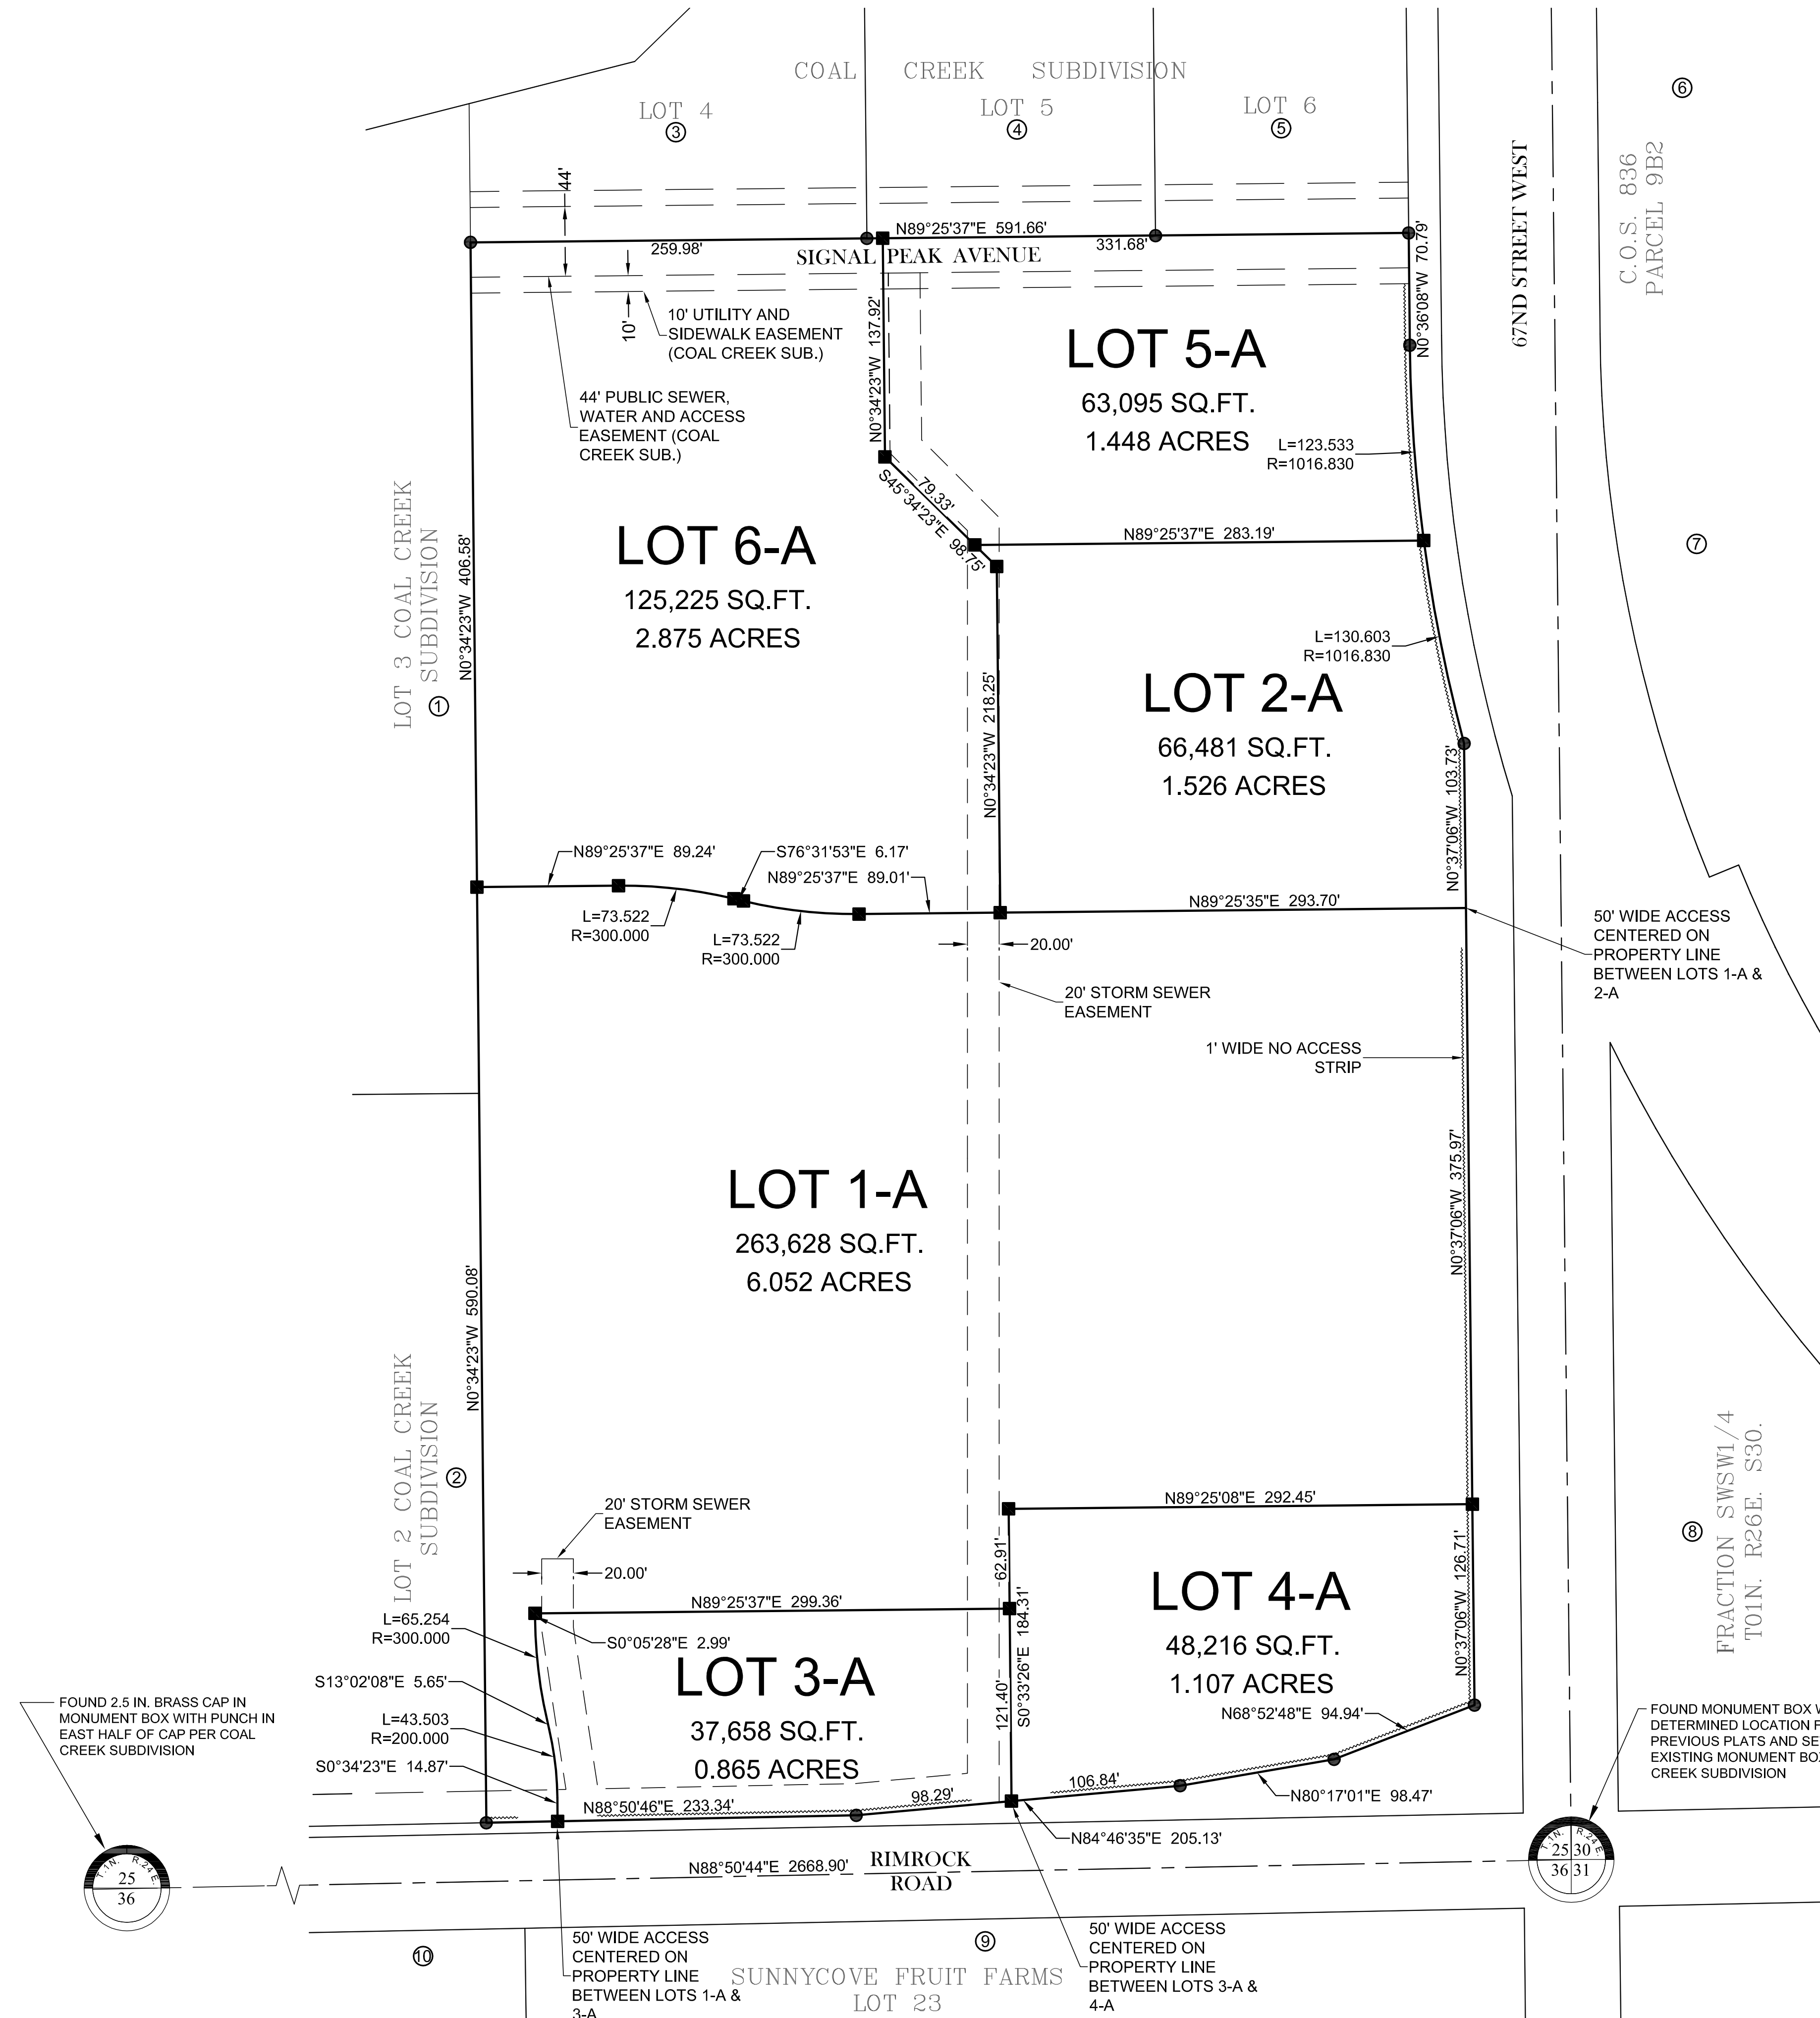 COAL CREEK SUBDIVISION
LOT 4
3
LOT 5
4
LOT 6
5
6
C.O.S. 836
PARCEL 9B2
67ND STREET WEST
44'
N89°25'37"E 591.66'
259.98'
331.68'
SIGNAL PEAK AVENUE
N0°36'08"W 70.79'
10'
10' UTILITY AND
SIDEWALK EASEMENT
(COAL CREEK SUB.)
44' PUBLIC SEWER,
WATER AND ACCESS
EASEMENT (COAL
CREEK SUB.)
N0°34'23"W 137.92'
LOT 5-A
63,095 SQ.FT.
1.448 ACRES
L=123.533
R=1016.830
79.33'
S45°34'23"E 98.75'
N89°25'37"E 283.19'
LOT 3 COAL CREEK
SUBDIVISION
1
N0°34'23"W 406.58'
LOT 6-A
125,225 SQ.FT.
2.875 ACRES
7
L=130.603
R=1016.830
LOT 2-A
66,481 SQ.FT.
1.526 ACRES
N0°34'23"W 218.25'
N0°37'06"W 103.73'
N89°25'37"E 89.24'
S76°31'53"E 6.17'
N89°25'37"E 89.01'
N89°25'35"E 293.70'
L=73.522
R=300.000
L=73.522
R=300.000
20.00'
50' WIDE ACCESS
CENTERED ON
PROPERTY LINE
BETWEEN LOTS 1-A &
2-A
20' STORM SEWER
EASEMENT
1' WIDE NO ACCESS
STRIP
N0°37'06"W 375.97'
LOT 1-A
263,628 SQ.FT.
6.052 ACRES
N0°34'23"W 590.08'
LOT 2 COAL CREEK
SUBDIVISION
2
FRACTION SWSW1/4
T01N. R26E. S30.
8
20' STORM SEWER
EASEMENT
20.00'
N89°25'08"E 292.45'
62.91'
N89°25'37"E 299.36'
S0°33'26"E 184.31'
121.40'
N0°37'06"W 126.71'
LOT 4-A
48,216 SQ.FT.
1.107 ACRES
L=65.254
R=300.000
S0°05'28"E 2.99'
LOT 3-A
37,658 SQ.FT.
0.865 ACRES
S13°02'08"E 5.65'
L=43.503
R=200.000
S0°34'23"E 14.87'
N68°52'48"E 94.94'
FOUND 2.5 IN. BRASS CAP IN
MONUMENT BOX WITH PUNCH IN
EAST HALF OF CAP PER COAL
CREEK SUBDIVISION
FOUND MONUMENT BOX
DETERMINED LOCATION
PREVIOUS PLATS AND
EXISTING MONUMENT
CREEK SUBDIVISION
N88°50'46"E 233.34'
98.29'
106.84'
N80°17'01"E 98.47'
N84°46'35"E 205.13'
N88°50'44"E 2668.90'
RIMROCK
ROAD
T.1N. R.24E.
25
36
T.1N. R.24E.
25 30
36 31
10
9
50' WIDE ACCESS
CENTERED ON
PROPERTY LINE
BETWEEN LOTS 1-A &
3-A
50' WIDE ACCESS
CENTERED ON
PROPERTY LINE
BETWEEN LOTS 3-A &
4-A
SUNNYCOVE FRUIT FARMS
LOT 23